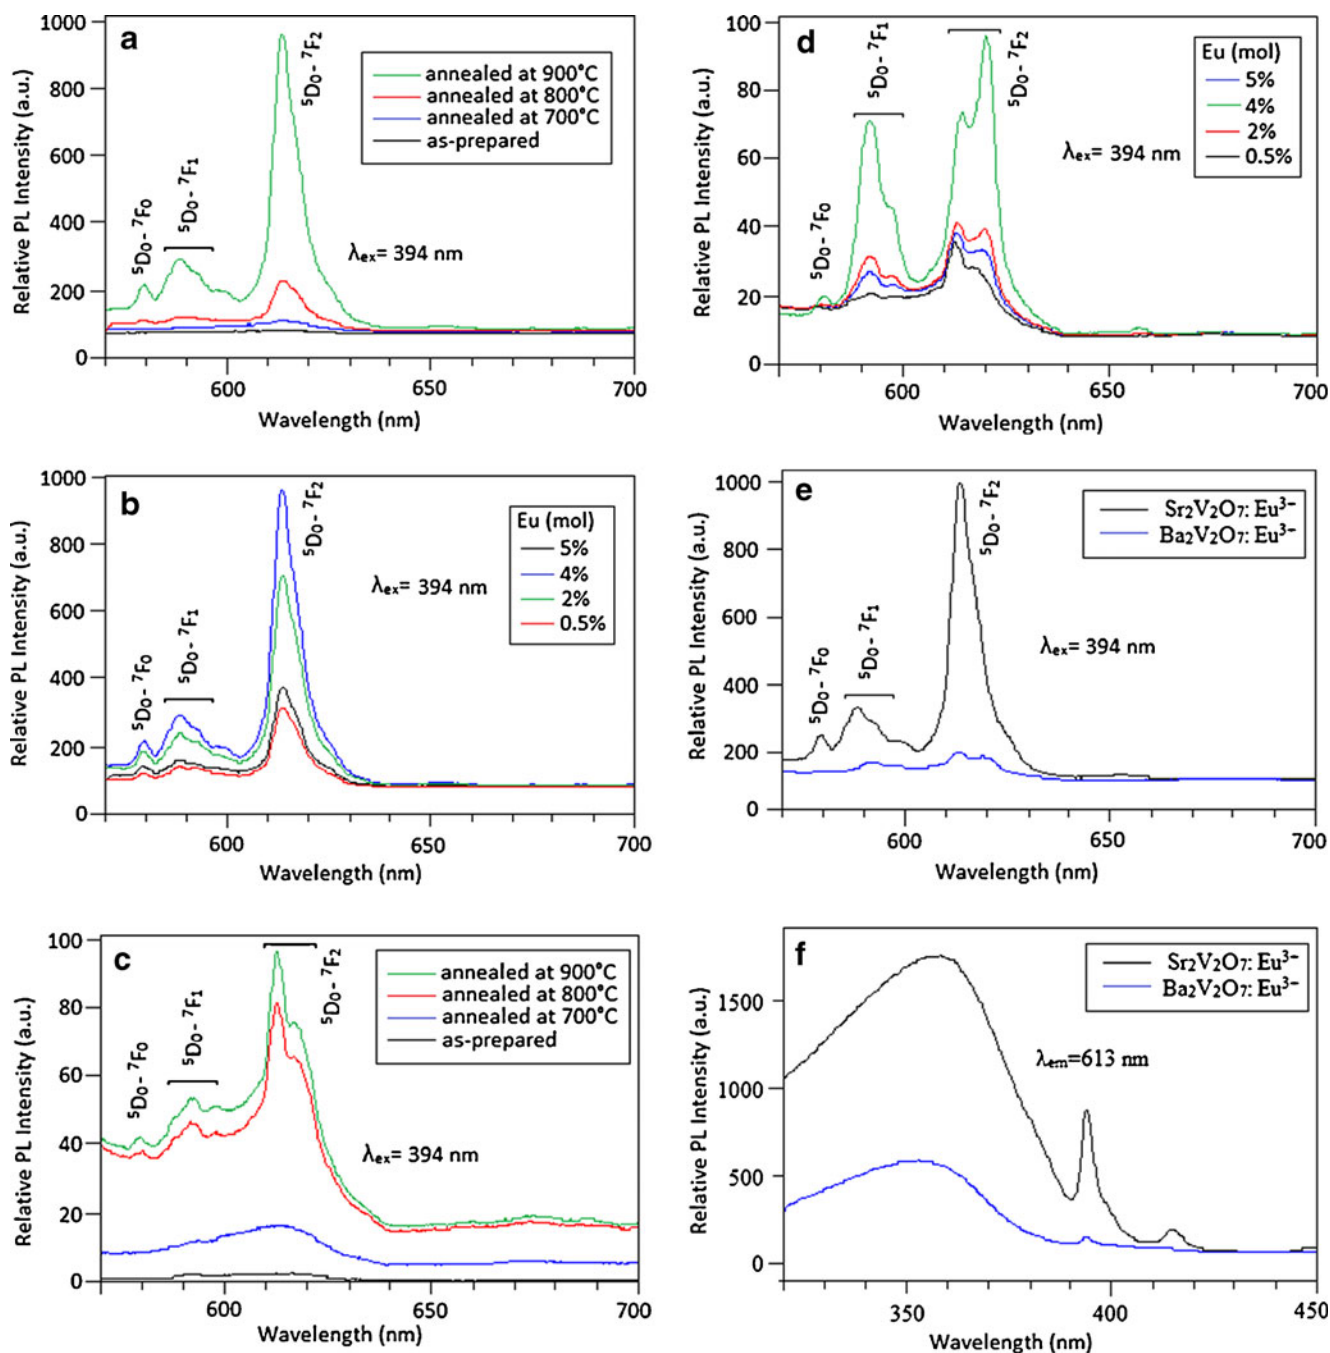 a
1000
800
600
400
200
0
600
650
700
Relative PL Intensity (a.u.)
Wavelength (nm)
⁵D₀ - ⁷F₀
⁵D₀ - ⁷F₁
⁵D₀ - ⁷F₂
λex= 394 nm
annealed at 900°C
annealed at 800°C
annealed at 700°C
as-prepared
d
100
80
60
40
20
0
600
650
700
Relative PL Intensity (a.u.)
Wavelength (nm)
⁵D₀ - ⁷F₀
⁵D₀ - ⁷F₁
⁵D₀ - ⁷F₂
λex= 394 nm
Eu (mol)
5%
4%
2%
0.5%
b
1000
800
600
400
200
0
600
650
700
Relative PL Intensity (a.u.)
Wavelength (nm)
⁵D₀ - ⁷F₀
⁵D₀ - ⁷F₁
⁵D₀ - ⁷F₂
λex= 394 nm
Eu (mol)
5%
4%
2%
0.5%
e
1000
800
600
400
200
0
600
650
700
Relative PL Intensity (a.u.)
Wavelength (nm)
⁵D₀ - ⁷F₀
⁵D₀ - ⁷F₁
⁵D₀ - ⁷F₂
λex= 394 nm
Sr₂V₂O₇: Eu³⁻
Ba₂V₂O₇: Eu³⁻
c
100
80
60
40
20
0
600
650
700
Relative PL Intensity (a.u.)
Wavelength (nm)
⁵D₀ - ⁷F₀
⁵D₀ - ⁷F₁
⁵D₀ - ⁷F₂
λex= 394 nm
annealed at 900°C
annealed at 800°C
annealed at 700°C
as-prepared
f
1500
1000
500
0
350
400
450
Relative PL Intensity (a.u.)
Wavelength (nm)
λem=613 nm
Sr₂V₂O₇: Eu³⁻
Ba₂V₂O₇: Eu³⁻